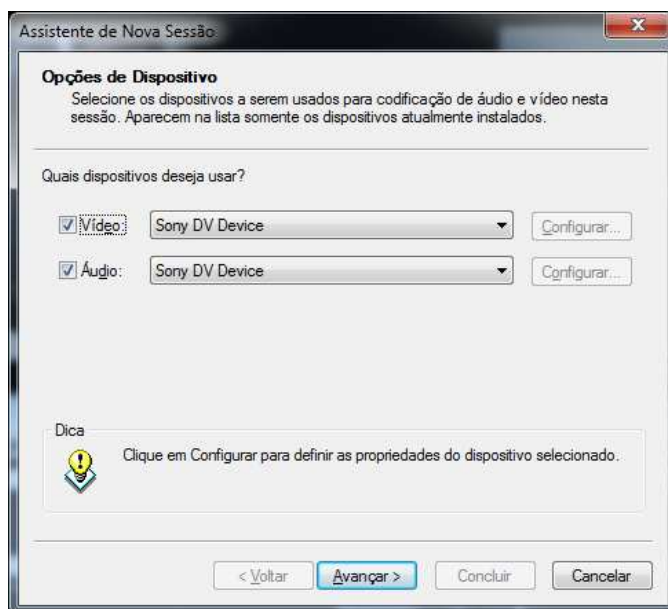 Assistente de Nova Sessão
Opções de Dispositivo
Selecione os dispositivos a serem usados para codificação de áudio e vídeo nesta
sessão. Aparecem na lista somente os dispositivos atualmente instalados.
Quais dispositivos deseja usar?
Vídeo: Sony DV Device Configurar...
Áudio: Sony DV Device Configurar...
Dica
Clique em Configurar para definir as propriedades do dispositivo selecionado.
< Voltar Avançar > Concluir Cancelar